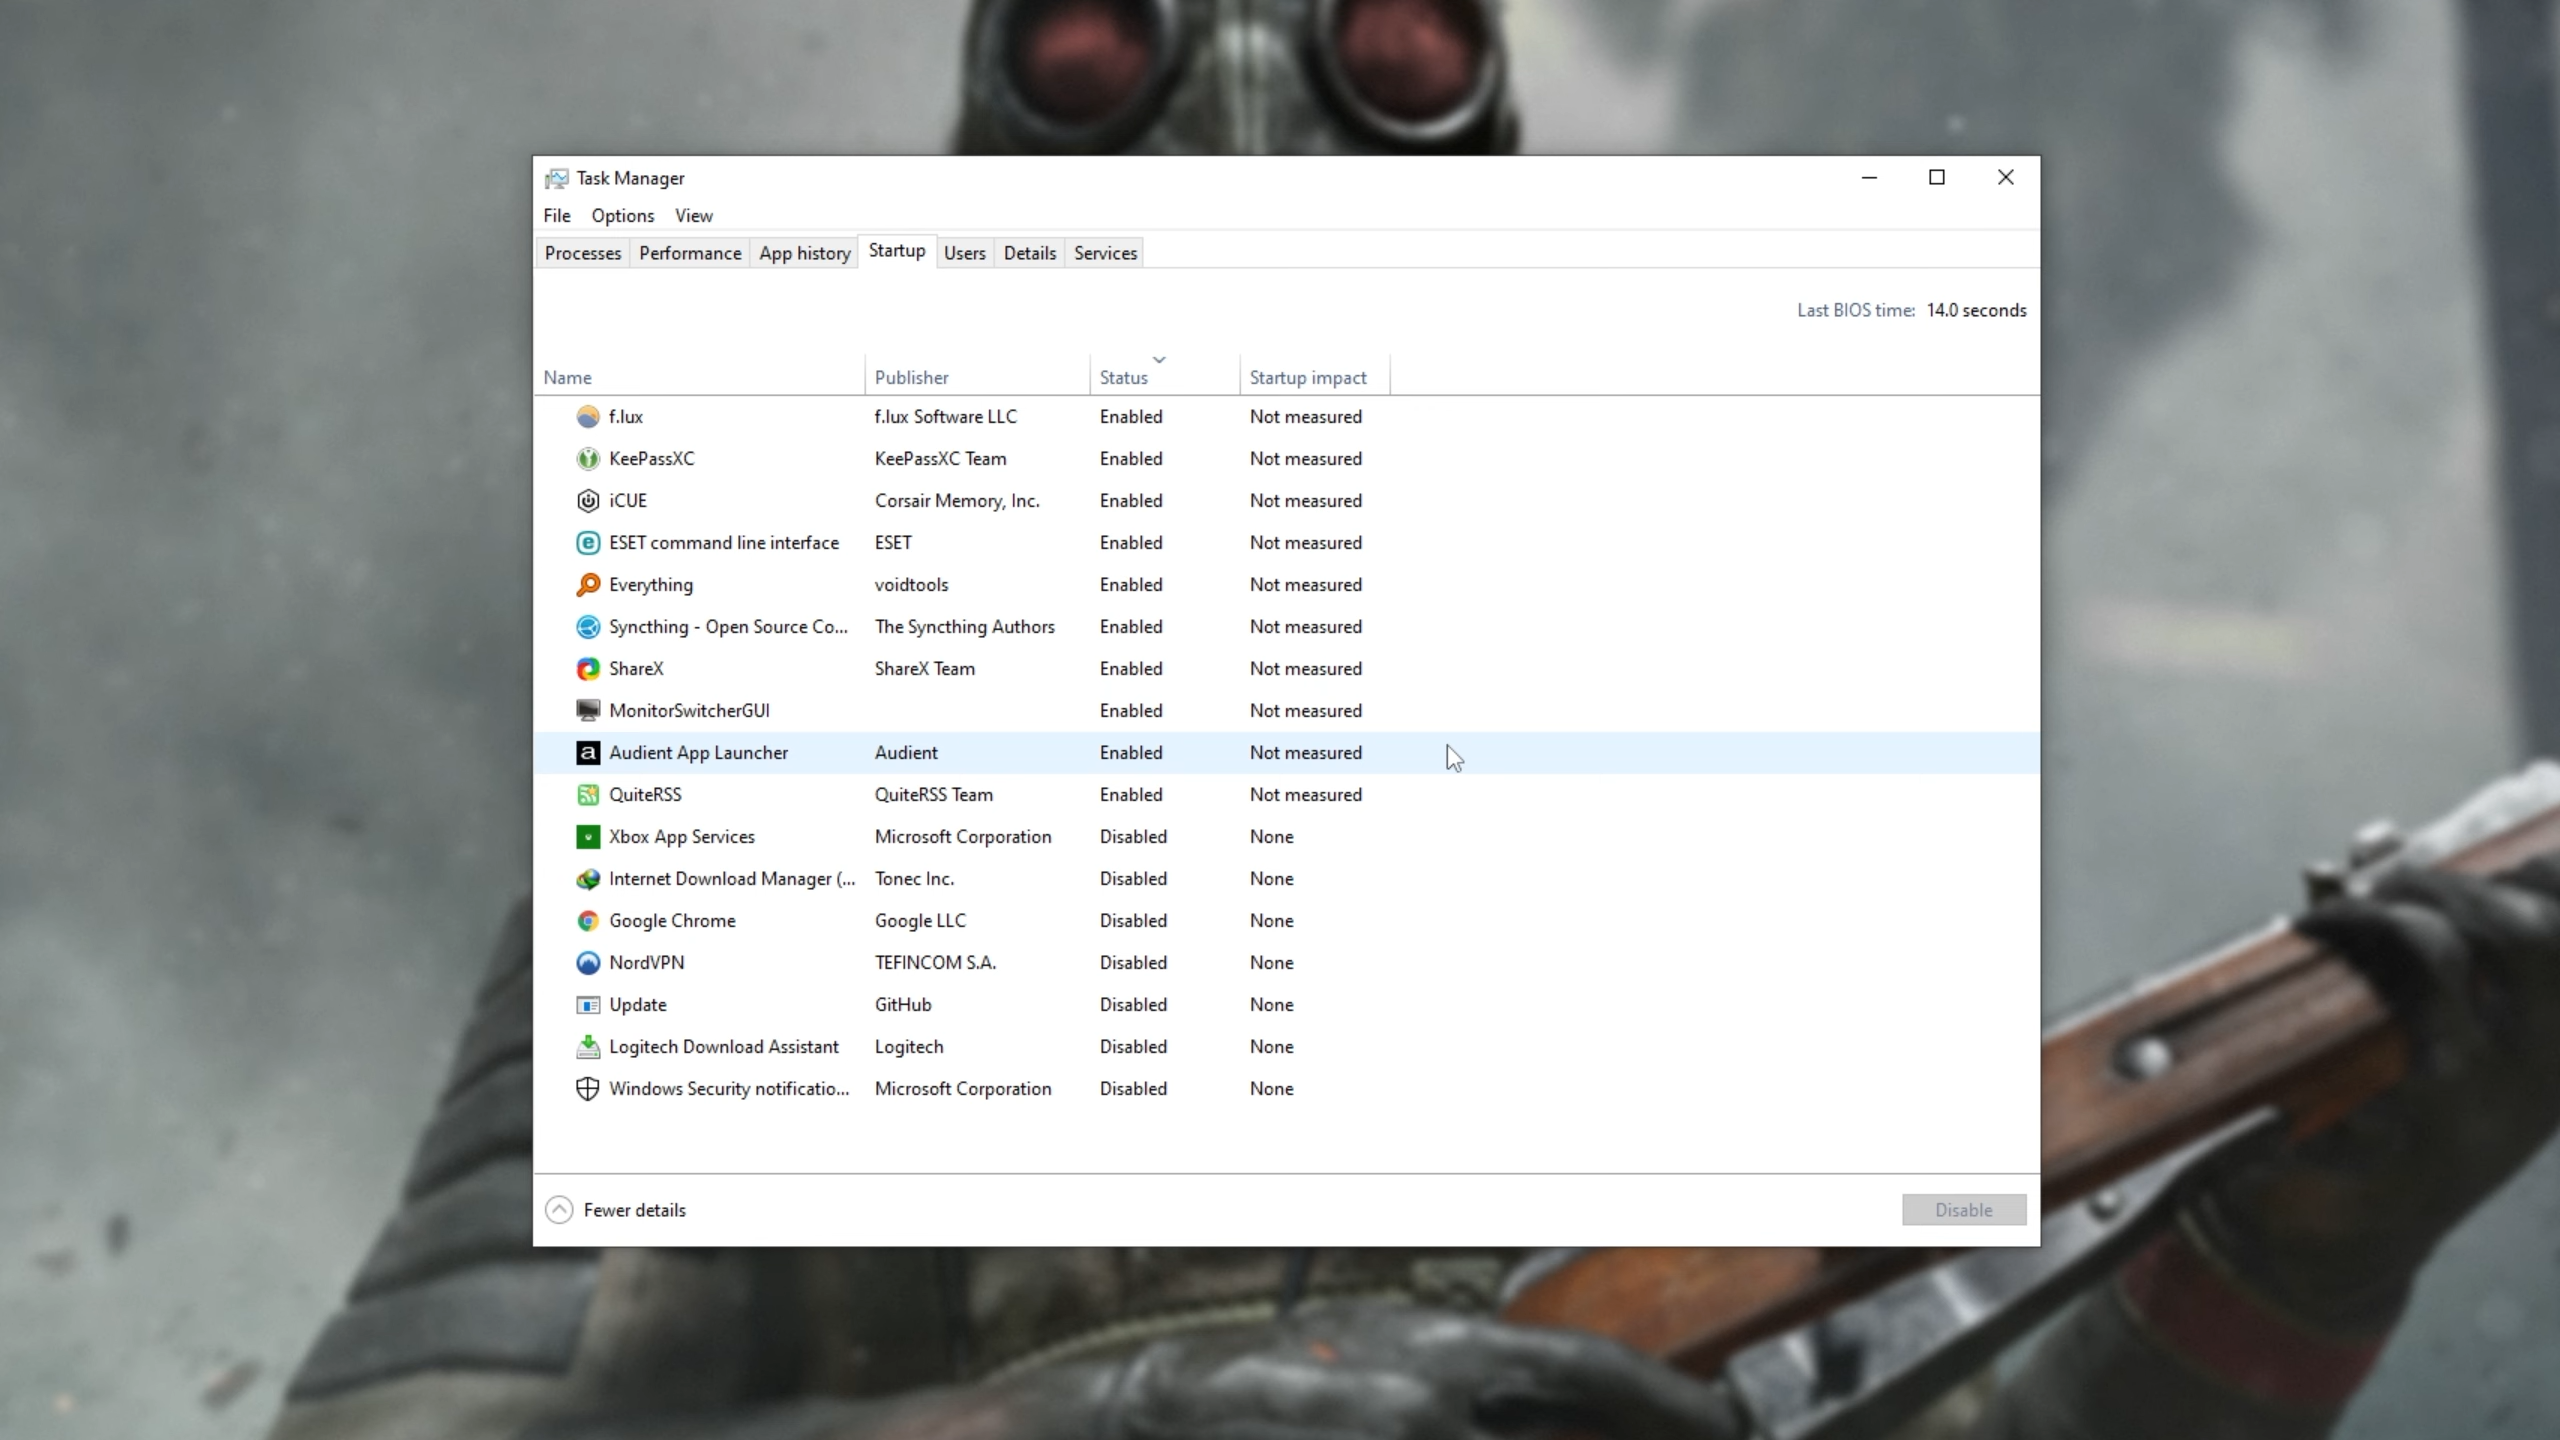 Task Manager
File Options View
Processes Performance App history Startup Users Details Services
Last BIOS time: 14.0 seconds
Name Publisher Status Startup impact
f.lux f.lux Software LLC Enabled Not measured
KeePassXC KeePassXC Team Enabled Not measured
iCUE Corsair Memory, Inc. Enabled Not measured
ESET command line interface ESET Enabled Not measured
Everything voidtools Enabled Not measured
Syncthing - Open Source Co... The Syncthing Authors Enabled Not measured
ShareX ShareX Team Enabled Not measured
MonitorSwitcherGUI Enabled Not measured
Audient App Launcher Audient Enabled Not measured
QuiteRSS QuiteRSS Team Enabled Not measured
Xbox App Services Microsoft Corporation Disabled None
Internet Download Manager (... Tonec Inc. Disabled None
Google Chrome Google LLC Disabled None
NordVPN TEFINCOM S.A. Disabled None
Update GitHub Disabled None
Logitech Download Assistant Logitech Disabled None
Windows Security notificatio... Microsoft Corporation Disabled None
Fewer details Disable